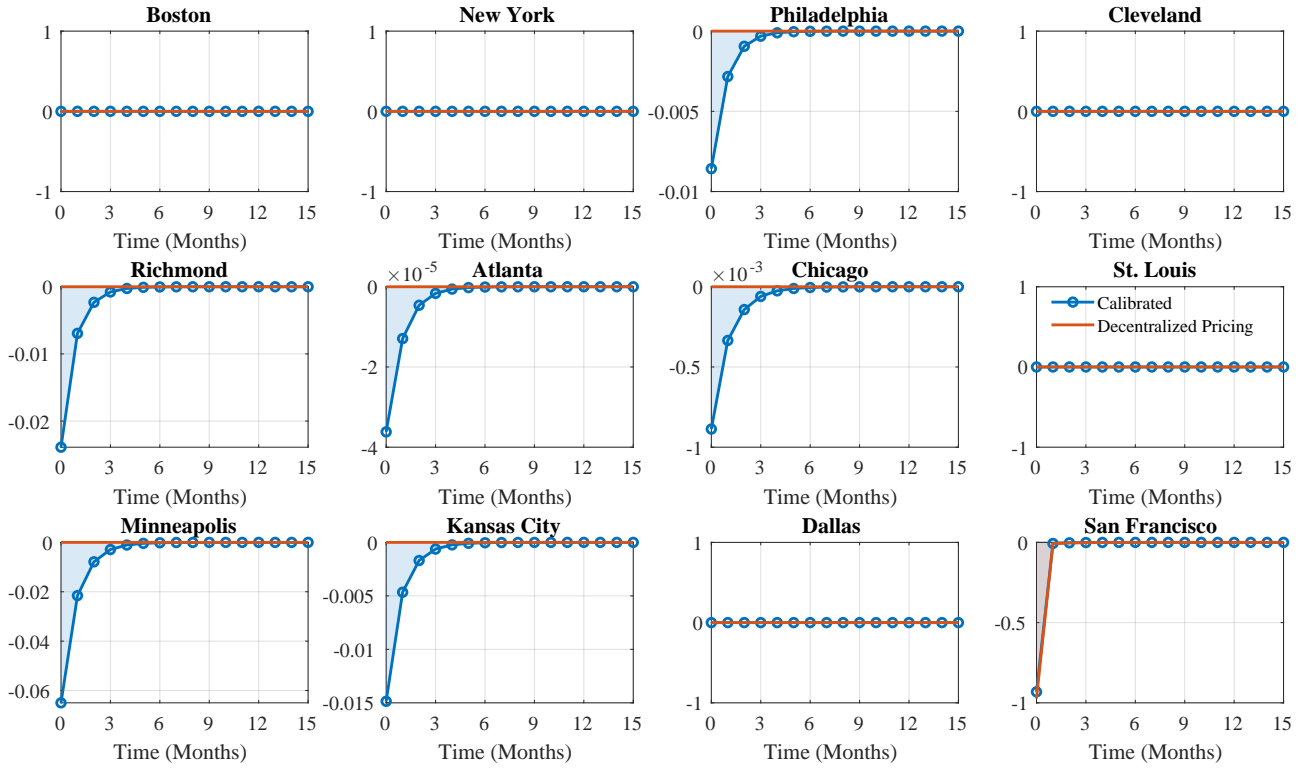 Boston
1
0
-1
0 3 6 9 12 15
Time (Months)
New York
1
0
-1
0 3 6 9 12 15
Time (Months)
Philadelphia
0
-0.005
-0.01
0 3 6 9 12 15
Time (Months)
Cleveland
1
0
-1
0 3 6 9 12 15
Time (Months)
Richmond
0
-0.01
-0.02
0 3 6 9 12 15
Time (Months)
×10⁻⁵
Atlanta
0
-2
-4
0 3 6 9 12 15
Time (Months)
×10⁻³
Chicago
0
-0.5
-1
0 3 6 9 12 15
Time (Months)
St. Louis
1
0
-1
Calibrated
Decentralized Pricing
0 3 6 9 12 15
Time (Months)
Minneapolis
0
-0.02
-0.04
-0.06
0 3 6 9 12 15
Time (Months)
Kansas City
0
-0.005
-0.01
-0.015
0 3 6 9 12 15
Time (Months)
Dallas
1
0
-1
0 3 6 9 12 15
Time (Months)
San Francisco
0
-0.5
-1
0 3 6 9 12 15
Time (Months)